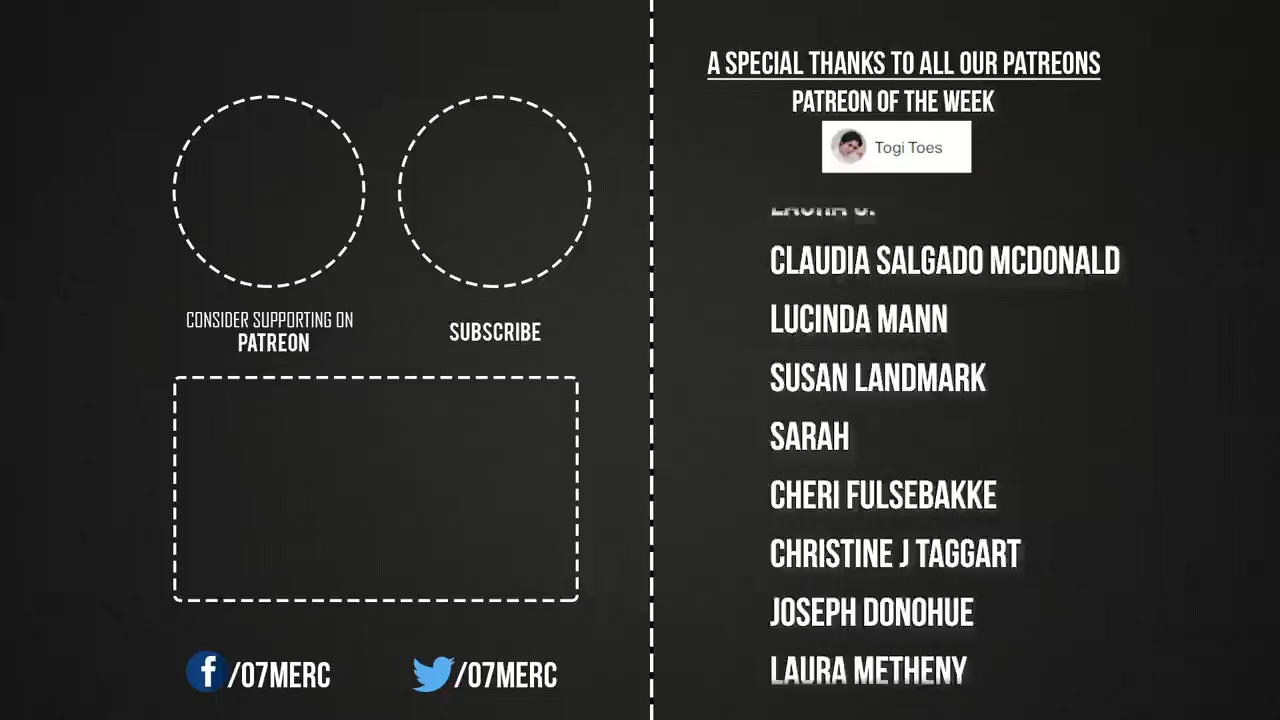 CONSIDER SUPPORTING ON
PATREON
SUBSCRIBE
/07MERC
/07MERC
A SPECIAL THANKS TO ALL OUR PATREONS
PATREON OF THE WEEK
Togi Toes
CLAUDIA SALGADO MCDONALD
LUCINDA MANN
SUSAN LANDMARK
SARAH
CHERI FULSEBAKKE
CHRISTINE J TAGGART
JOSEPH DONOHUE
LAURA METHENY